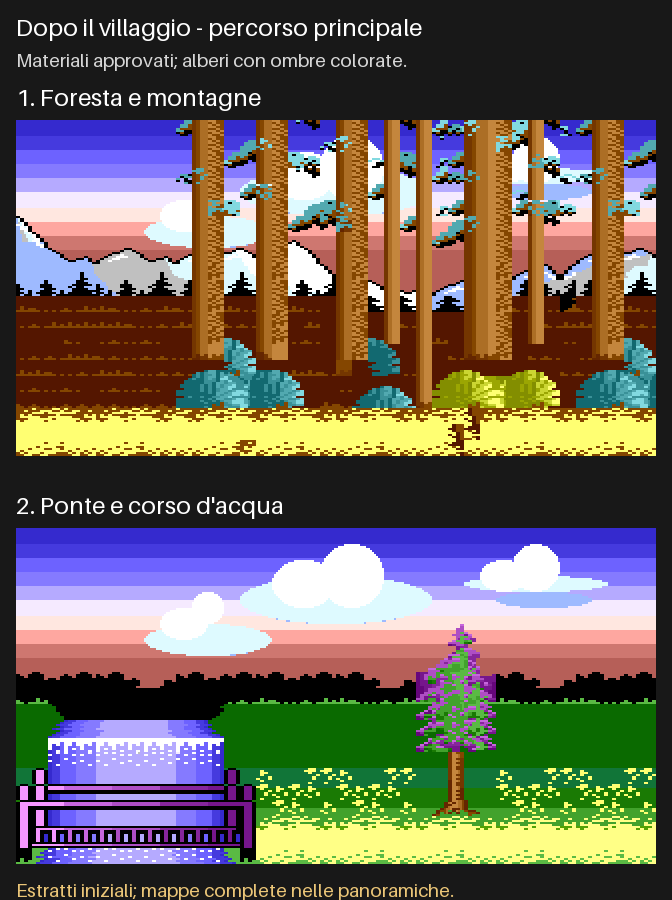 Dopo il villaggio - percorso principale
Materiali approvati; alberi con ombre colorate.
1. Foresta e montagne
2. Ponte e corso d'acqua
Estratti iniziali; mappe complete nelle panoramiche.